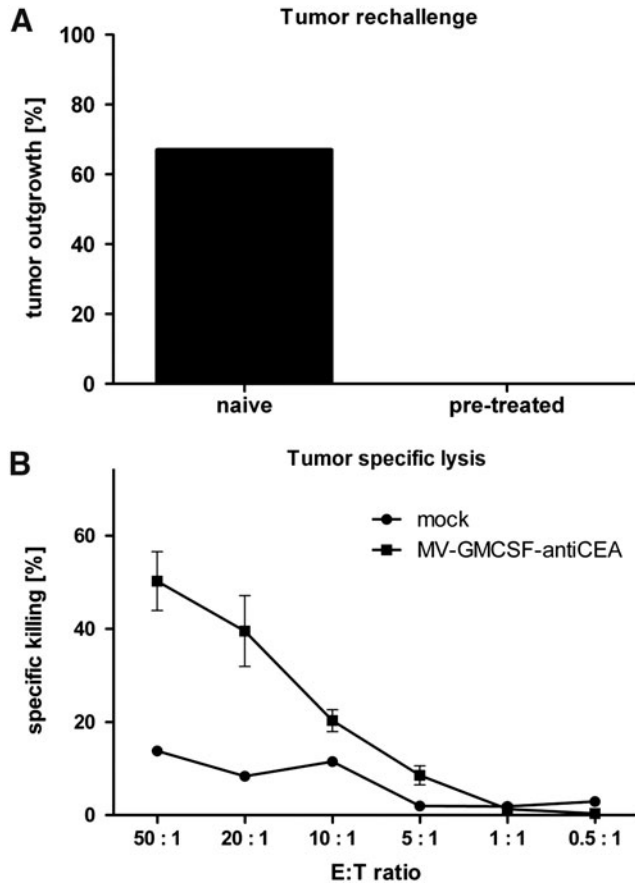 A
Tumor rechallenge
tumor outgrowth [%]
100
80
60
40
20
0
naive
pre-treated
B
Tumor specific lysis
mock
MV-GMCSF-antiCEA
specific killing [%]
60
40
20
0
50 : 1
20 : 1
10 : 1
5 : 1
1 : 1
0.5 : 1
E:T ratio